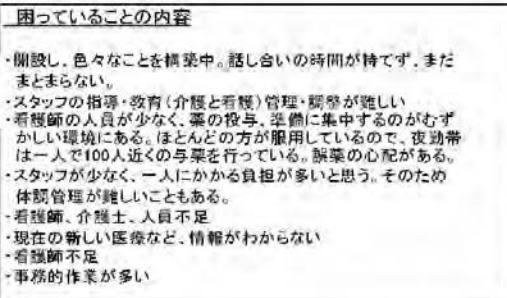 困っていることの内容
・開設し、色々なことを構築中。話し合いの時間が持てず、まだ
まとまらない。
・スタッフの指導・教育(介護と看護)管理・調整が難しい
・看護師の人員が少なく、薬の投与、準備に集中するのがむず
かしい環境にある。ほとんどの方が服用しているので、夜勤帯
は一人で100人近くの与薬を行っている。誤薬の心配がある。
・スタッフが少なく、一人にかかる負担が多いと思う。そのため
体調管理が難しいこともある。
・看護師、介護士、人員不足
・現在の新しい医療など、情報がわからない
・看護師不足
・事務的作業が多い